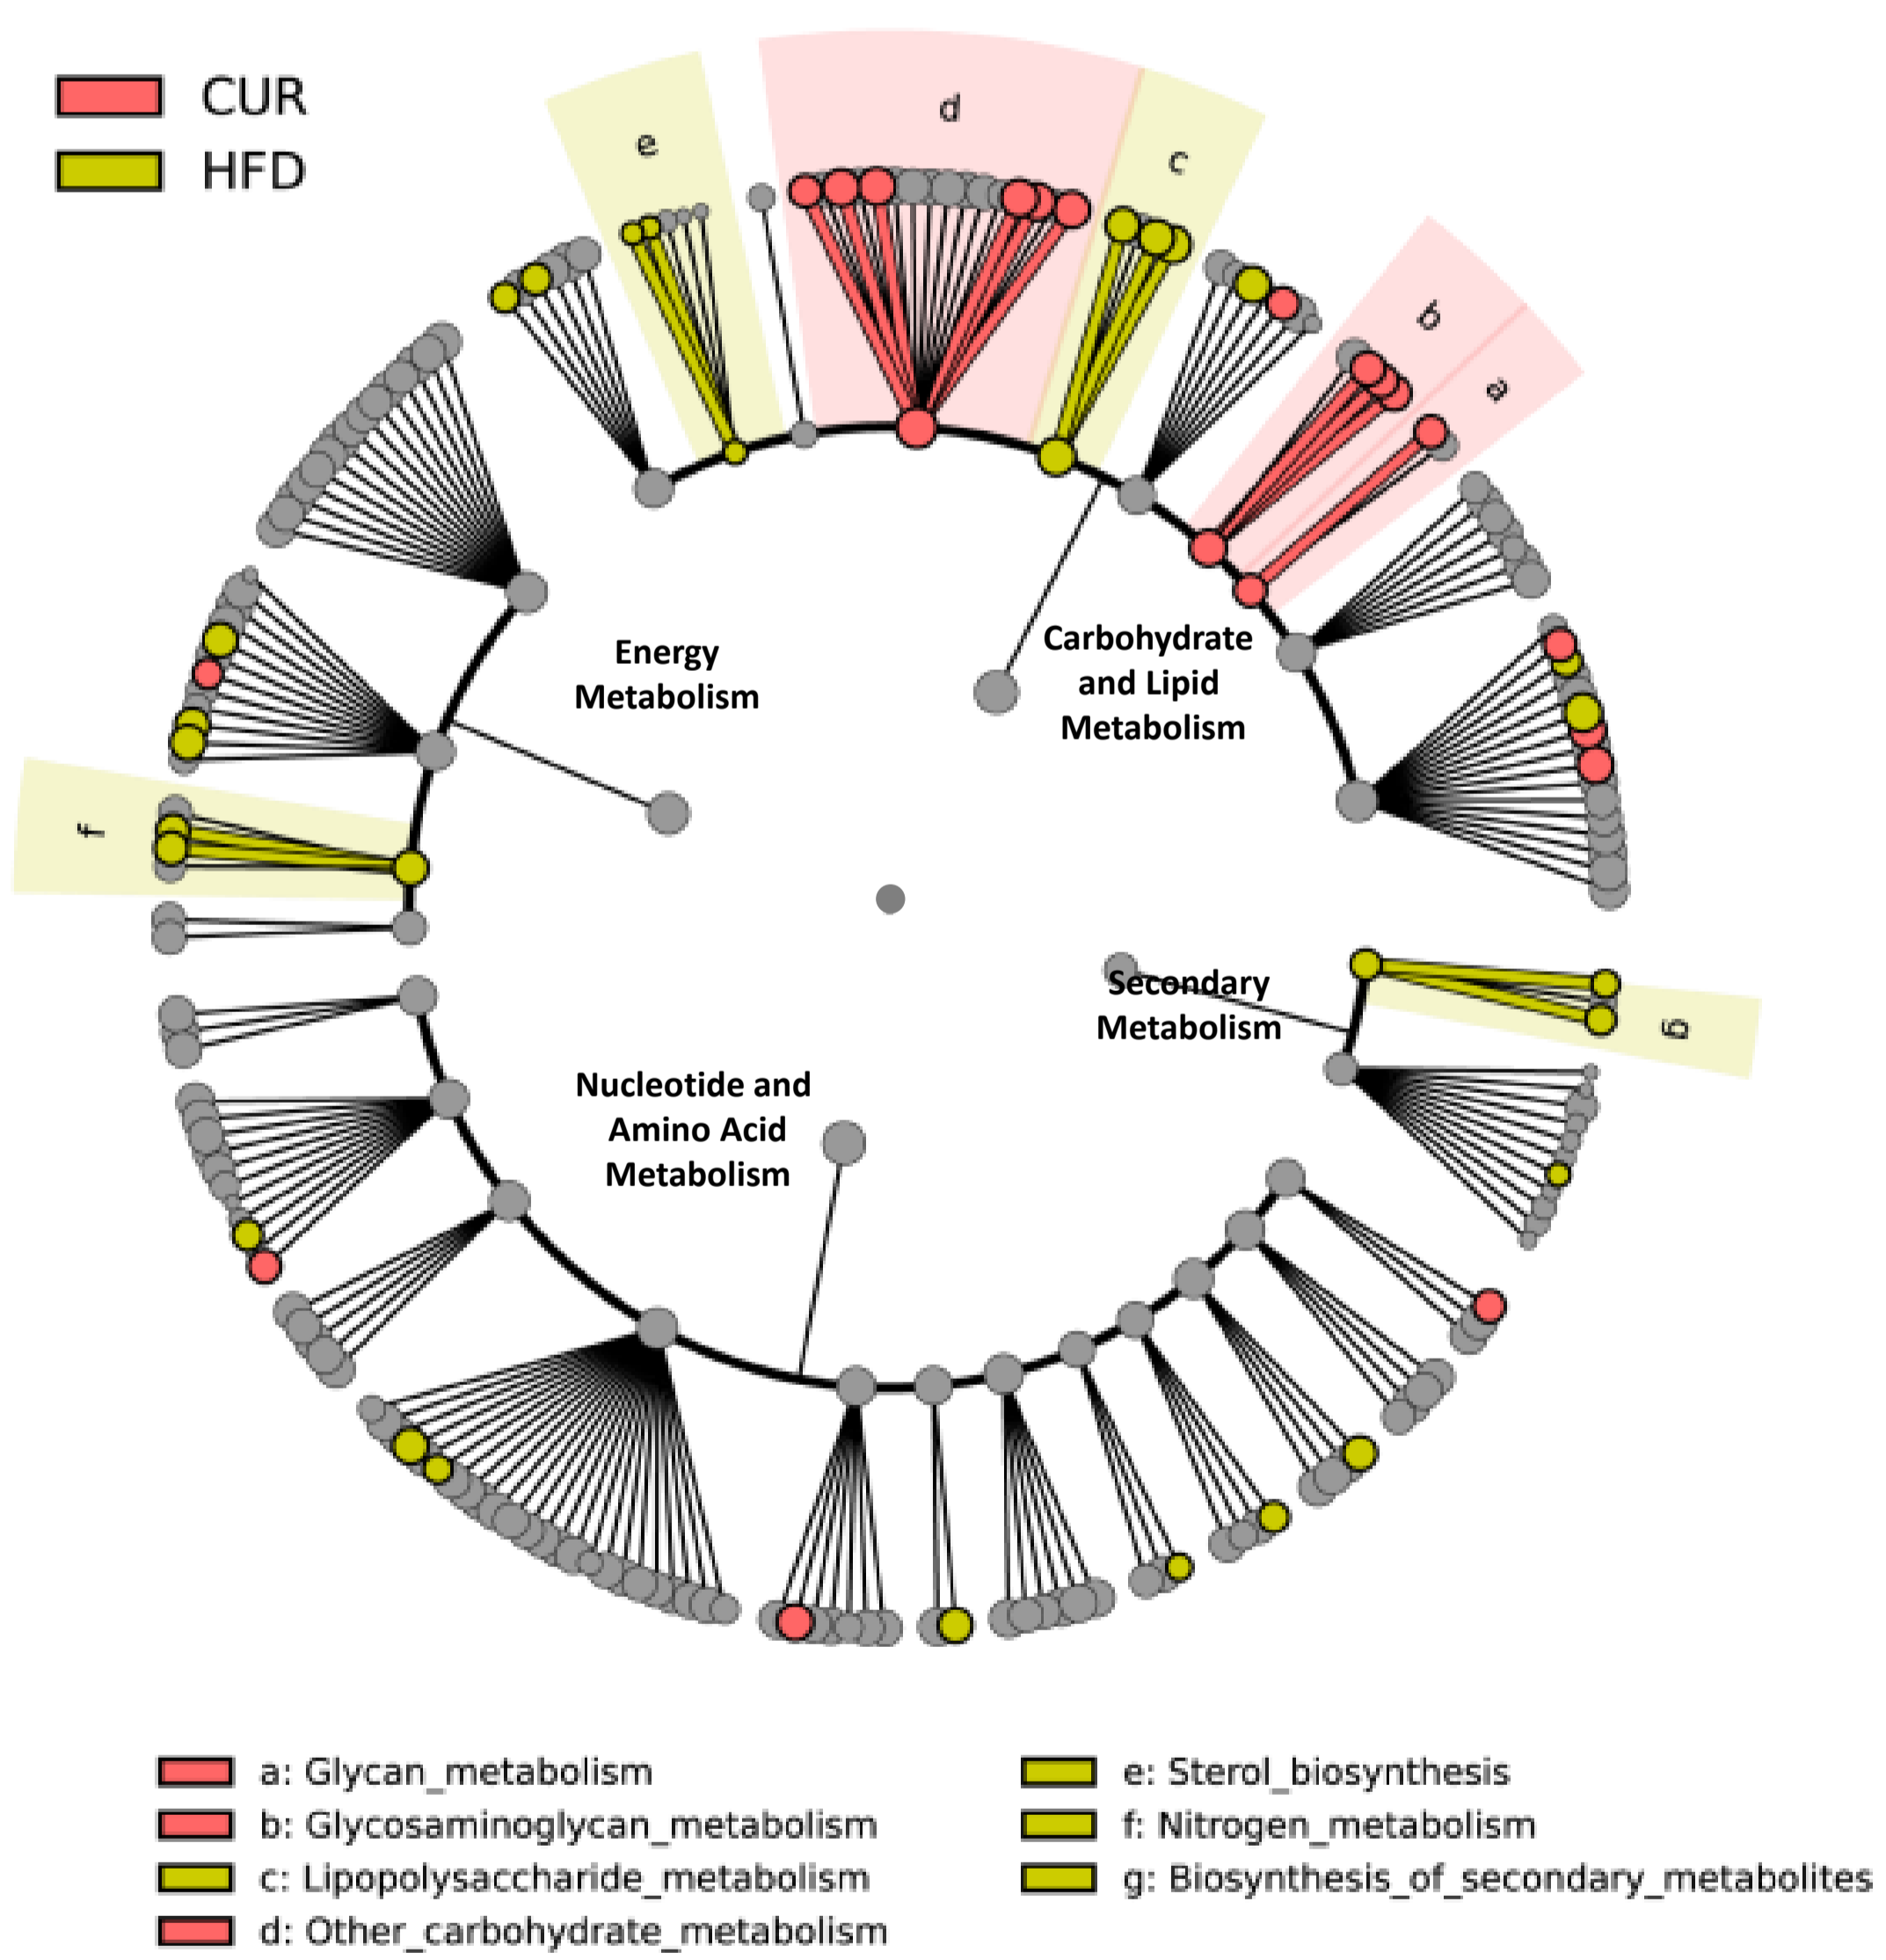 CUR
HFD
e
d
c
b
a
Energy
Metabolism
Carbohydrate
and Lipid
Metabolism
f
Secondary
Metabolism
g
Nucleotide and
Amino Acid
Metabolism
a: Glycan_metabolism
b: Glycosaminoglycan_metabolism
c: Lipopolysaccharide_metabolism
d: Other_carbohydrate_metabolism
e: Sterol_biosynthesis
f: Nitrogen_metabolism
g: Biosynthesis_of_secondary_metabolites